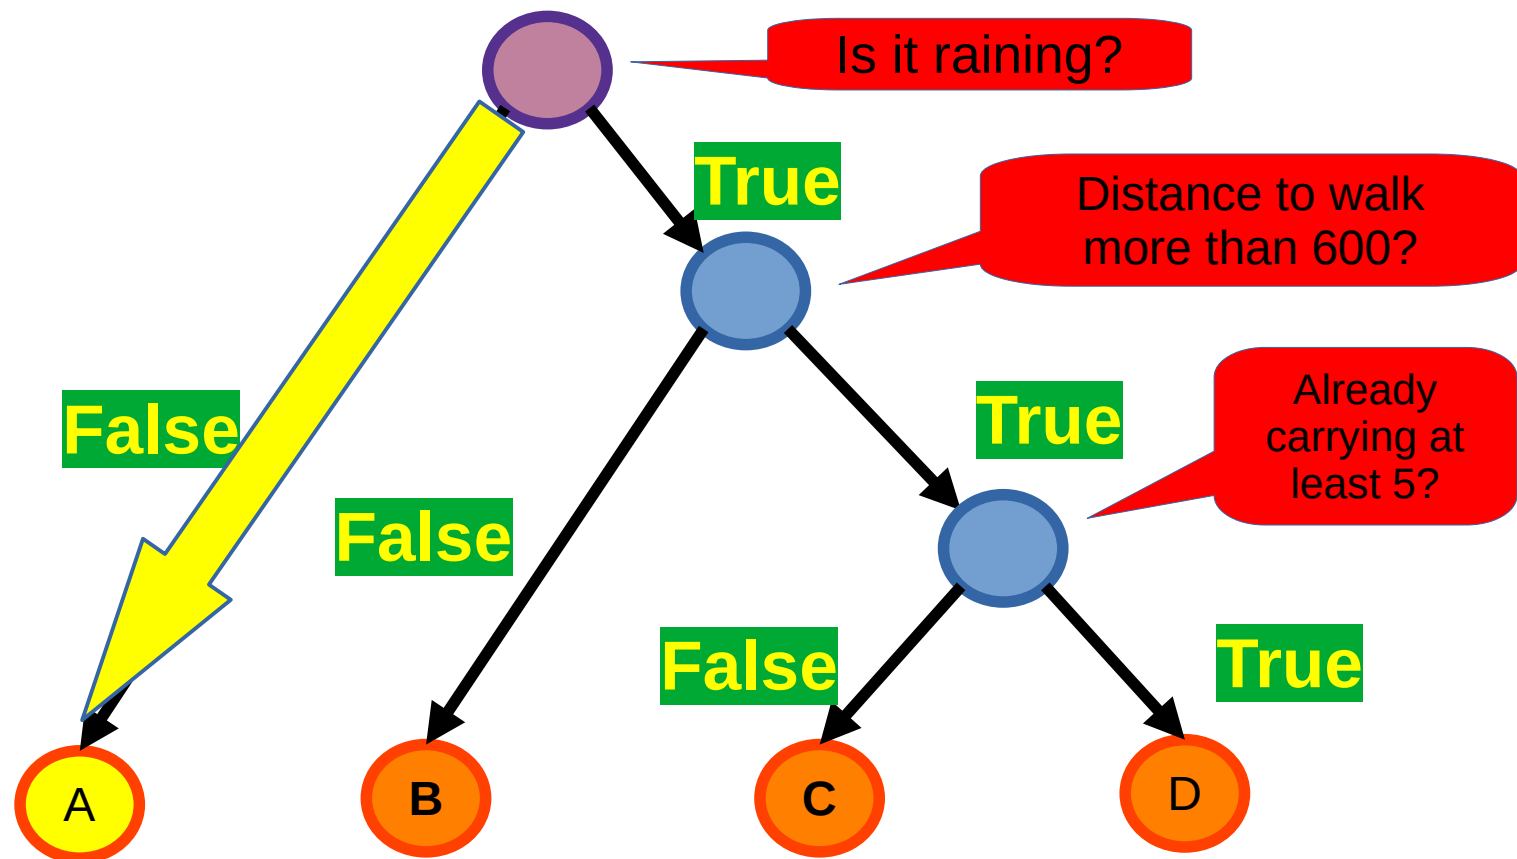 Is it raining?
True
Distance to walk
more than 600?
False
True
Already
carrying at
least 5?
False
False
True
A
B
C
D